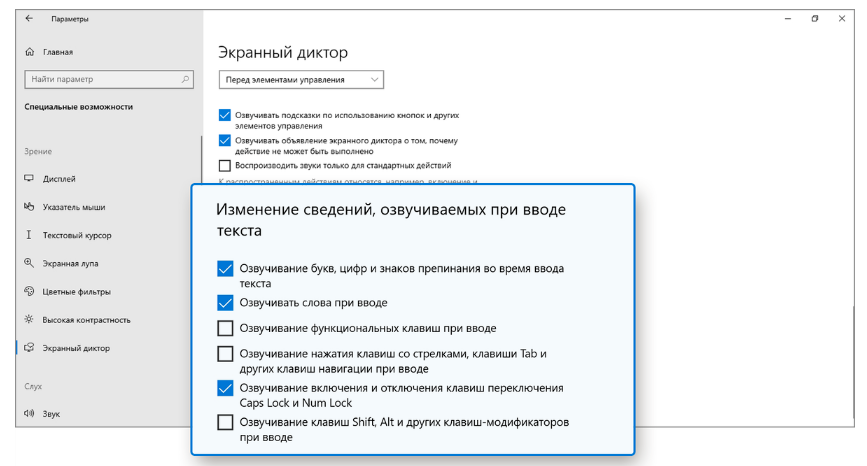 Параметры
Главная
Найти параметр
Специальные возможности
Зрение
Дисплей
Указатель мыши
Текстовый курсор
Экранная лупа
Цветные фильтры
Высокая контрастность
Экранный диктор
Слух
Звук
Экранный диктор
Перед элементами управления
Озвучивать подсказки по использованию кнопок и других
элементов управления
Озвучивать объявление экранного диктора о том, почему
действие не может быть выполнено
Воспроизводить звуки только для стандартных действий
К распространенным действиям относятся, например, включение и
Изменение сведений, озвучиваемых при вводе
текста
Озвучивание букв, цифр и знаков препинания во время ввода
текста
Озвучивать слова при вводе
Озвучивание функциональных клавиш при вводе
Озвучивание нажатия клавиш со стрелками, клавиши Tab и
других клавиш навигации при вводе
Озвучивание включения и отключения клавиш переключения
Caps Lock и Num Lock
Озвучивание клавиш Shift, Alt и других клавиш-модификаторов
при вводе